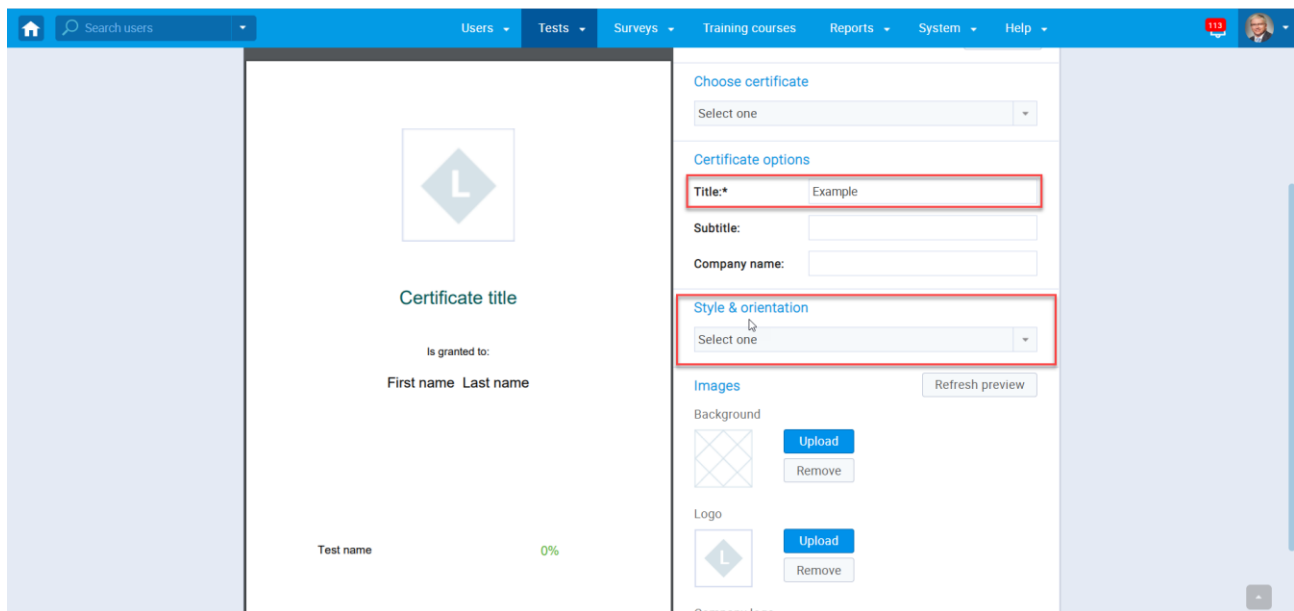 Search users
Users
Tests
Surveys
Training courses
Reports
System
Help
113
L
Certificate title
Is granted to:
First name Last name
Test name 0%
Choose certificate
Select one
Certificate options
Title:* Example
Subtitle:
Company name:
Style & orientation
Select one
Images Refresh preview
Background
Upload
Remove
Logo
L
Upload
Remove